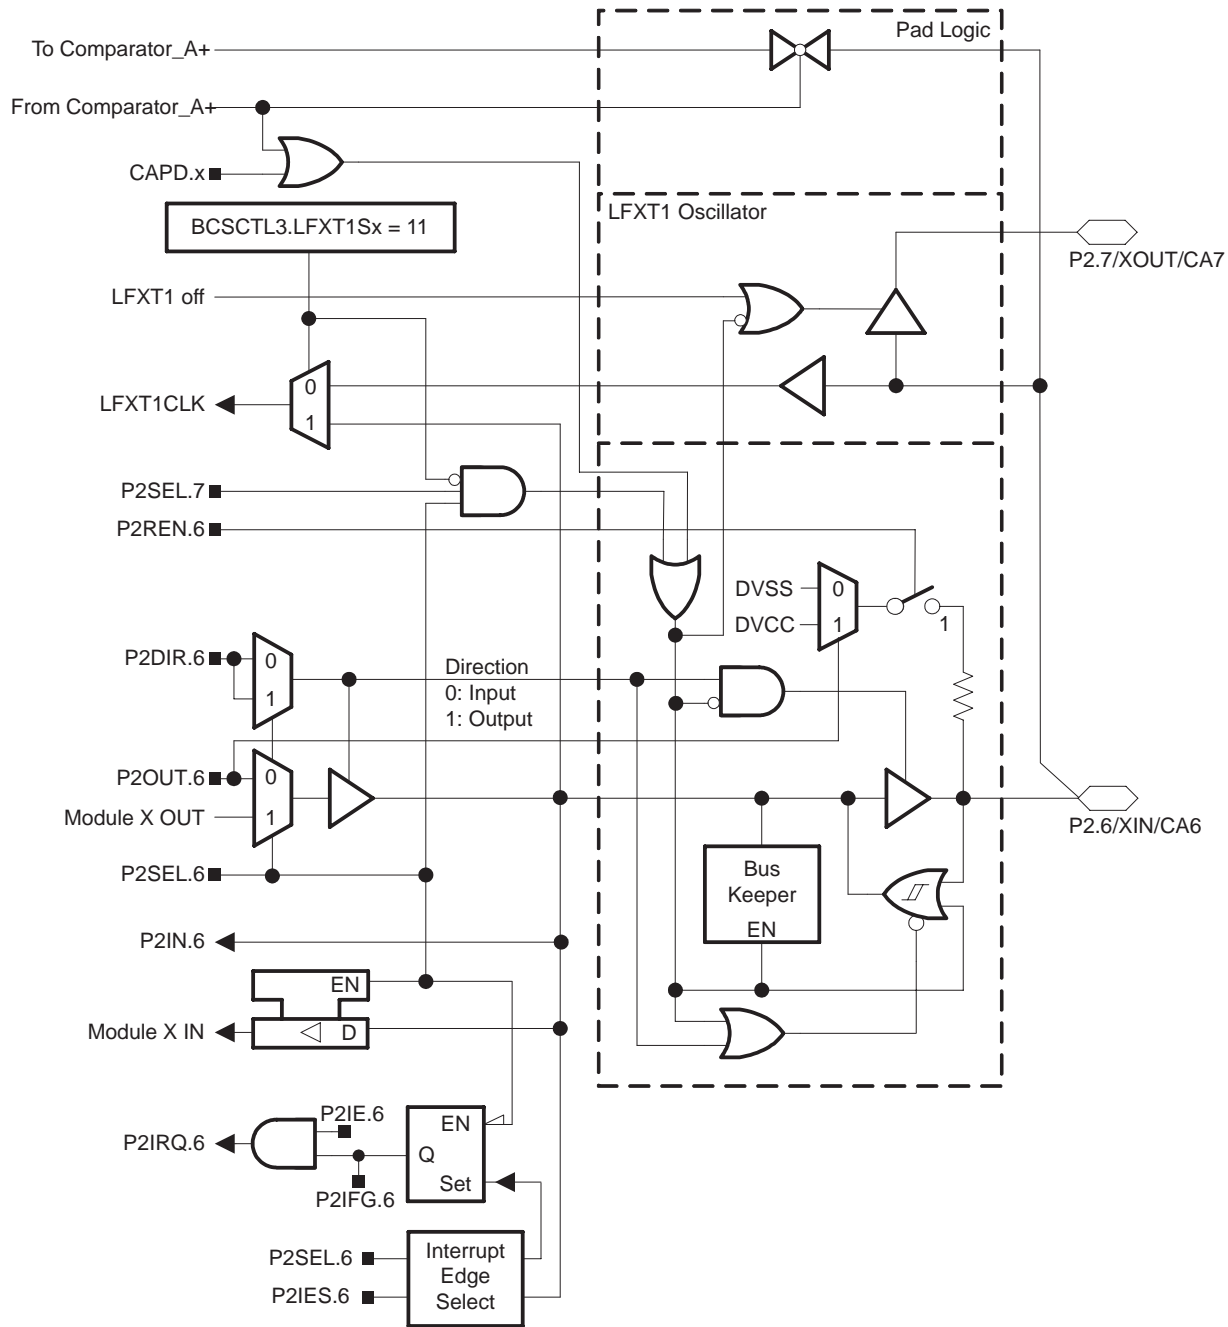 Pad Logic
To Comparator_A+
From Comparator_A+
CAPD.x
BCSCTL3.LFXT1Sx = 11
LFXT1 Oscillator
P2.7/XOUT/CA7
LFXT1 off
0
LFXT1CLK
1
P2SEL.7
P2REN.6
DVSS
0
DVCC
1
1
P2DIR.6
0
1
Direction
0: Input
1: Output
P2OUT.6
0
Module X OUT
1
P2.6/XIN/CA6
P2SEL.6
Bus
Keeper
EN
P2IN.6
EN
Module X IN
D
P2IE.6
P2IRQ.6
EN
Q
Set
P2IFG.6
P2SEL.6
P2IES.6
Interrupt
Edge
Select